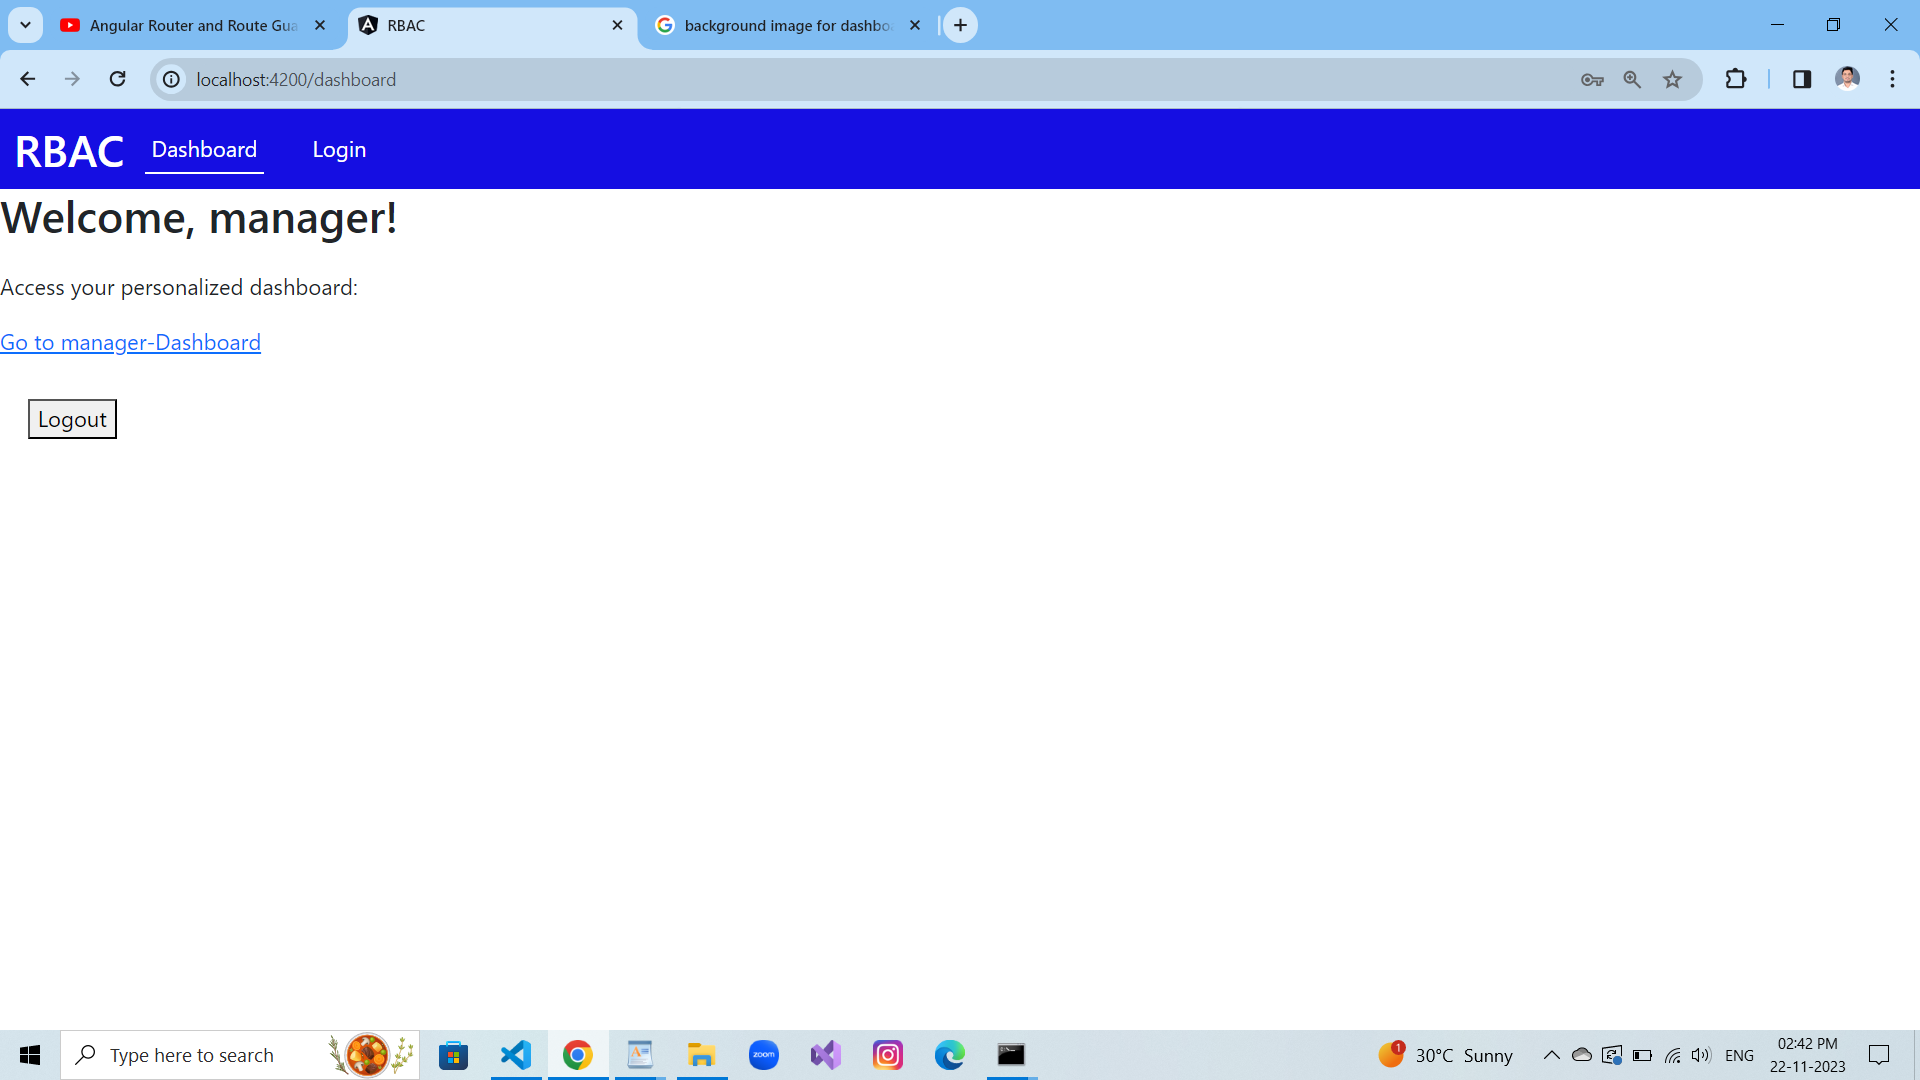 Angular Router and Route Gua
RBAC
background image for dashbo
localhost:4200/dashboard
RBAC
Dashboard
Login
Welcome, manager!
Access your personalized dashboard:
Go to manager-Dashboard
Logout
Type here to search
zoom
1
30°C Sunny
ENG
02:42 PM
22-11-2023